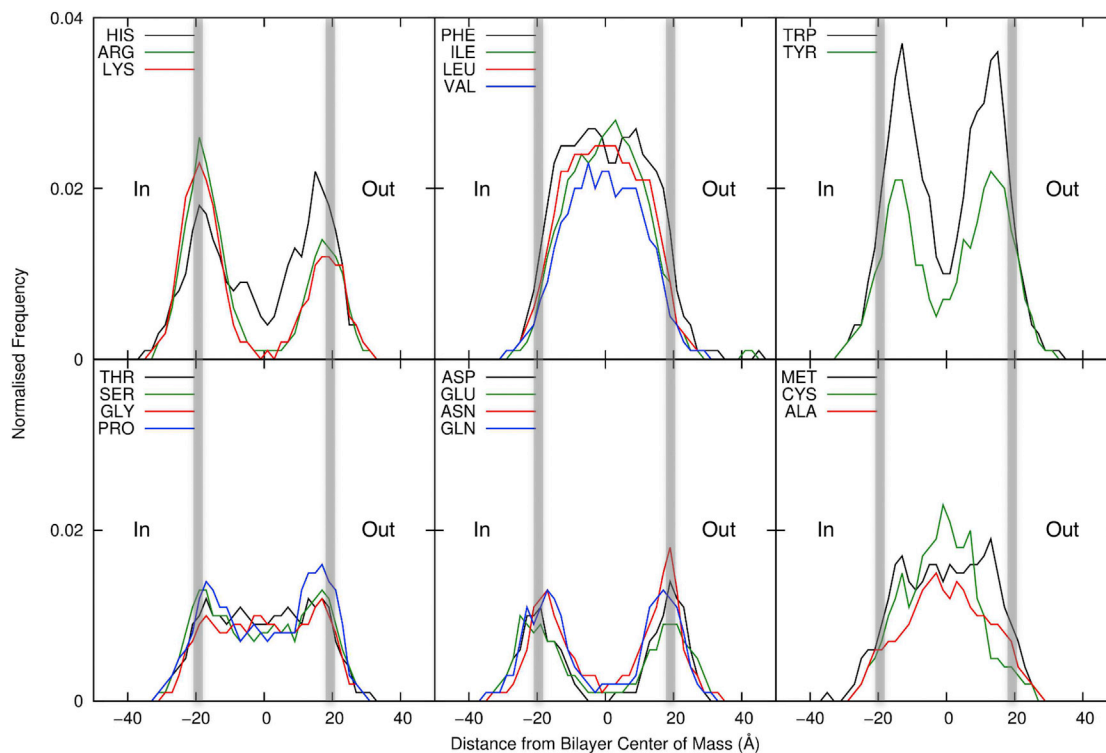 0.04
HIS
ARG
LYS
PHE
ILE
LEU
VAL
TRP
TYR
0.02
In
Out
In
Out
In
Out
0
Normalised Frequency
THR
SER
GLY
PRO
ASP
GLU
ASN
GLN
MET
CYS
ALA
0.02
In
Out
In
Out
In
Out
0
−40 −20 0 20 40 −40 −20 0 20 40 −40 −20 0 20 40
Distance from Bilayer Center of Mass (Å)